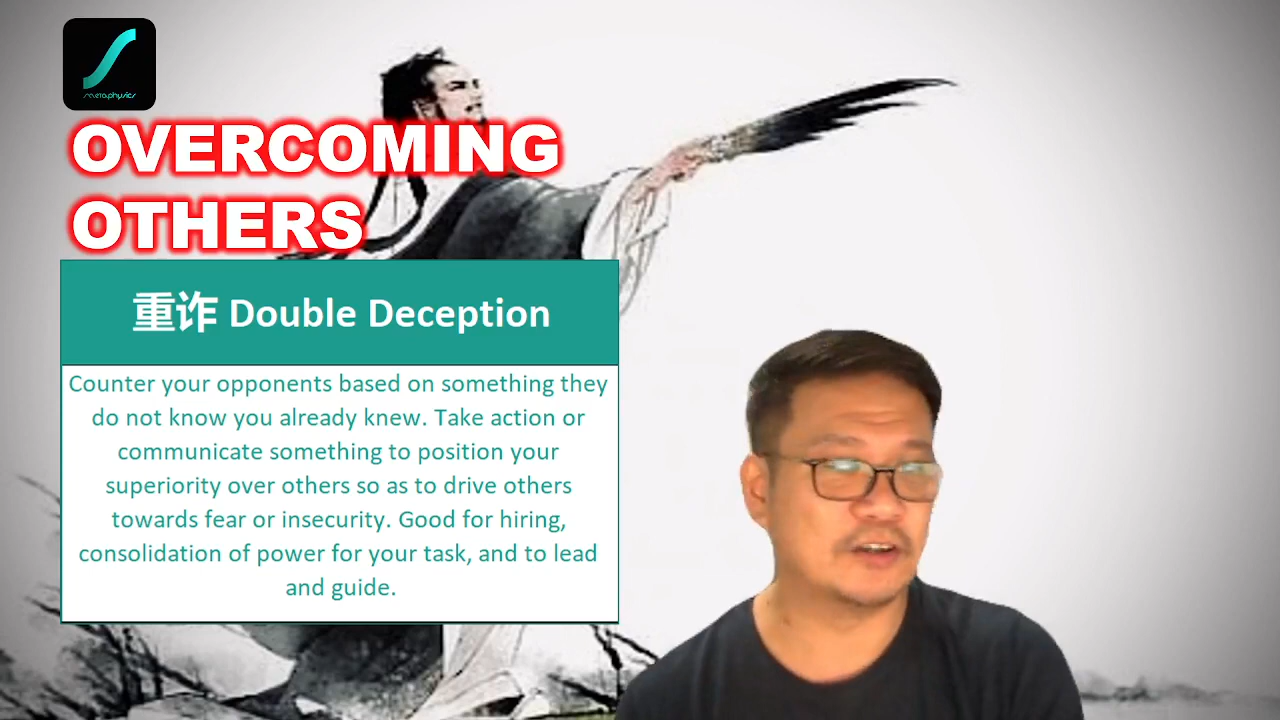 METAPHYSICS
OVERCOMING
OTHERS
重诈 Double Deception
Counter your opponents based on something they
do not know you already knew. Take action or
communicate something to position your
superiority over others so as to drive others
towards fear or insecurity. Good for hiring,
consolidation of power for your task, and to lead
and guide.